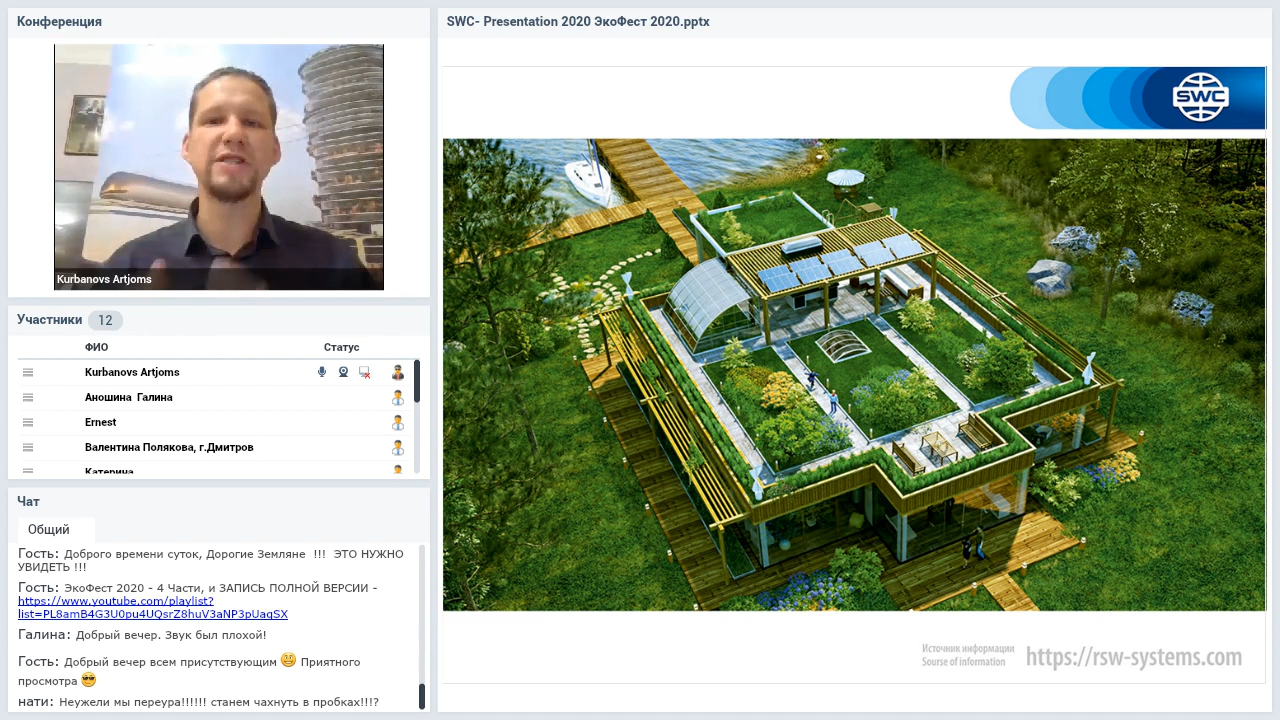 Конференция
Kurbanovs Artjoms
Участники 12
ФИО Статус
Kurbanovs Artjoms
Аношина Галина
Ernest
Валентина Полякова, г.Дмитров
Катерина
Чат
Общий
Гость: Доброго времени суток, Дорогие Земляне !!! ЭТО НУЖНО
УВИДЕТЬ !!!
Гость: ЭкоФест 2020 - 4 Части, и ЗАПИСЬ ПОЛНОЙ ВЕРСИИ -
https://www.youtube.com/playlist?
list=PL8amB4G3U0pu4UQsrZ8huV3aNP3pUaqSX
Галина: Добрый вечер. Звук был плохой!
Гость: Добрый вечер всем присутствующим Приятного
просмотра
нати: Неужели мы переура!!!!!! станем чахнуть в пробках!!!?
SWC- Presentation 2020 ЭкоФест 2020.pptx
SWC
Источник информации
Sourse of information
https://rsw-systems.com